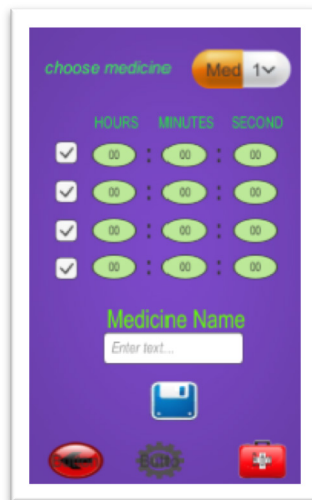 choose medicine Med 1
HOURS MINUTES SECOND
00 : 00 : 00
00 : 00 : 00
00 : 00 : 00
00 : 00 : 00
Medicine Name
Enter text...